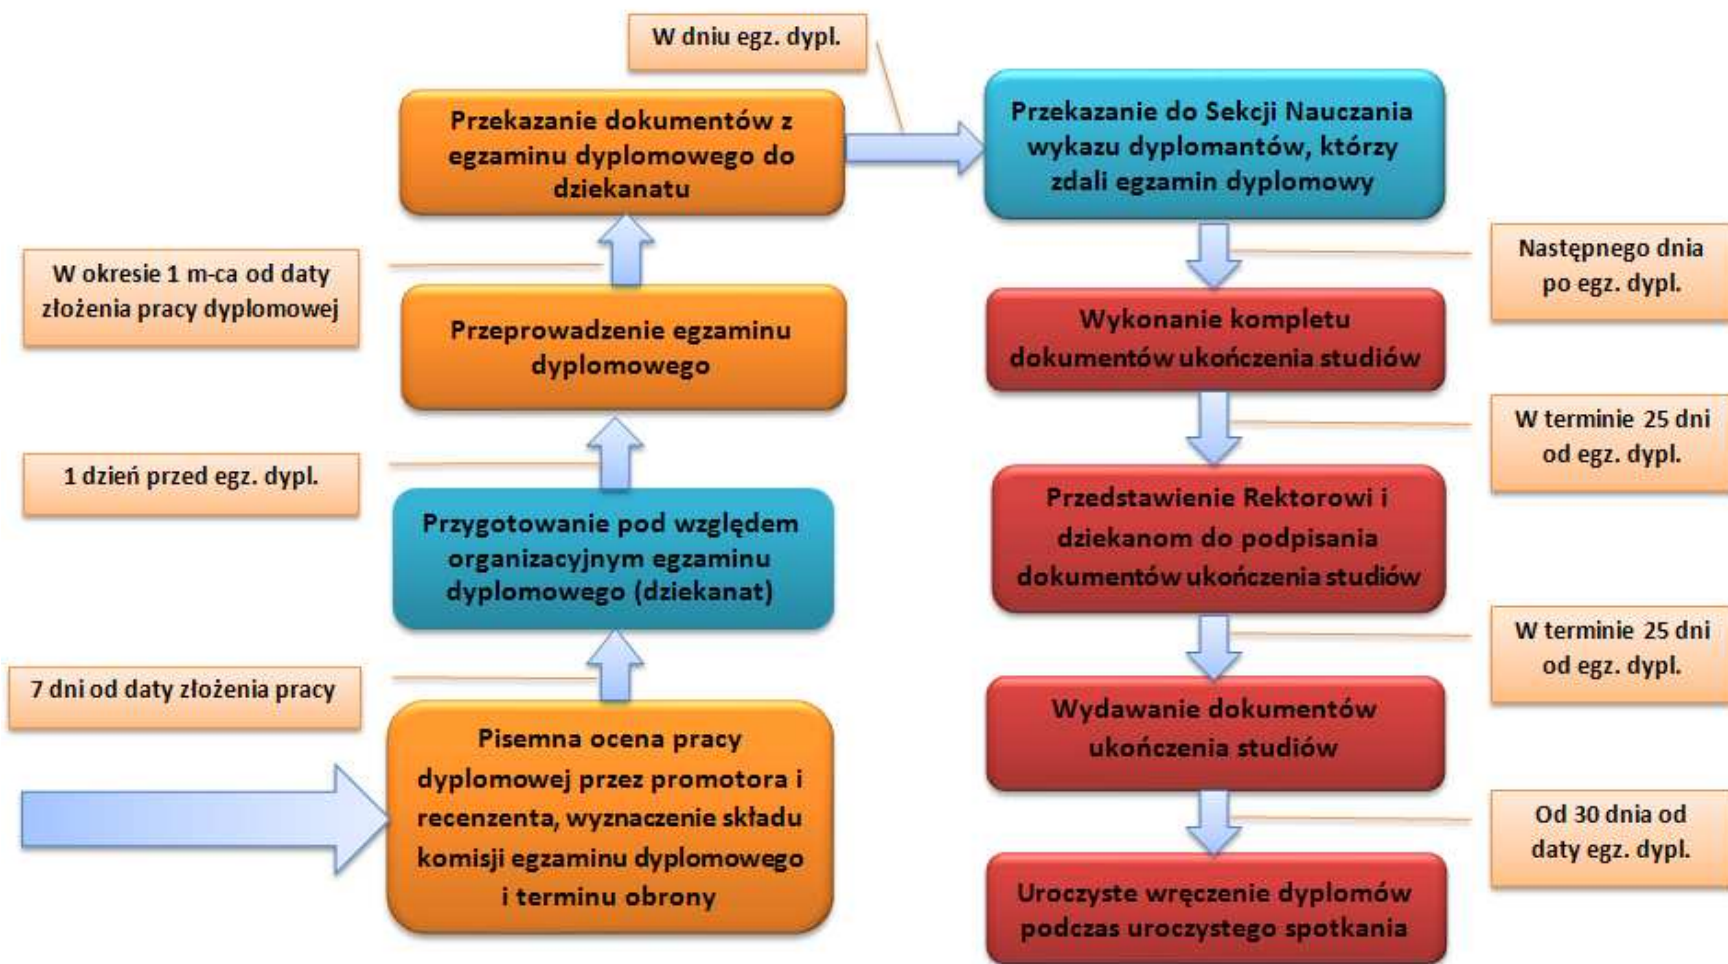 W dniu egz. dypl.
Przekazanie dokumentów z
egzaminu dyplomowego do
dziekanatu
Przekazanie do Sekcji Nauczania
wykazu dyplomantów, którzy
zdali egzamin dyplomowy
W okresie 1 m-ca od daty
złożenia pracy dyplomowej
Następnego dnia
po egz. dypl.
Przeprowadzenie egzaminu
dyplomowego
Wykonanie kompletu
dokumentów ukończenia studiów
1 dzień przed egz. dypl.
W terminie 25 dni
od egz. dypl.
Przygotowanie pod względem
organizacyjnym egzaminu
dyplomowego (dziekanat)
Przedstawienie Rektorowi i
dziekanom do podpisania
dokumentów ukończenia studiów
7 dni od daty złożenia pracy
W terminie 25 dni
od egz. dypl.
Pisemna ocena pracy
dyplomowej przez promotora i
recenzenta, wyznaczenie składu
komisji egzaminu dyplomowego
i terminu obrony
Wydawanie dokumentów
ukończenia studiów
Od 30 dnia od
daty egz. dypl.
Uroczyste wręczenie dyplomów
podczas uroczystego spotkania